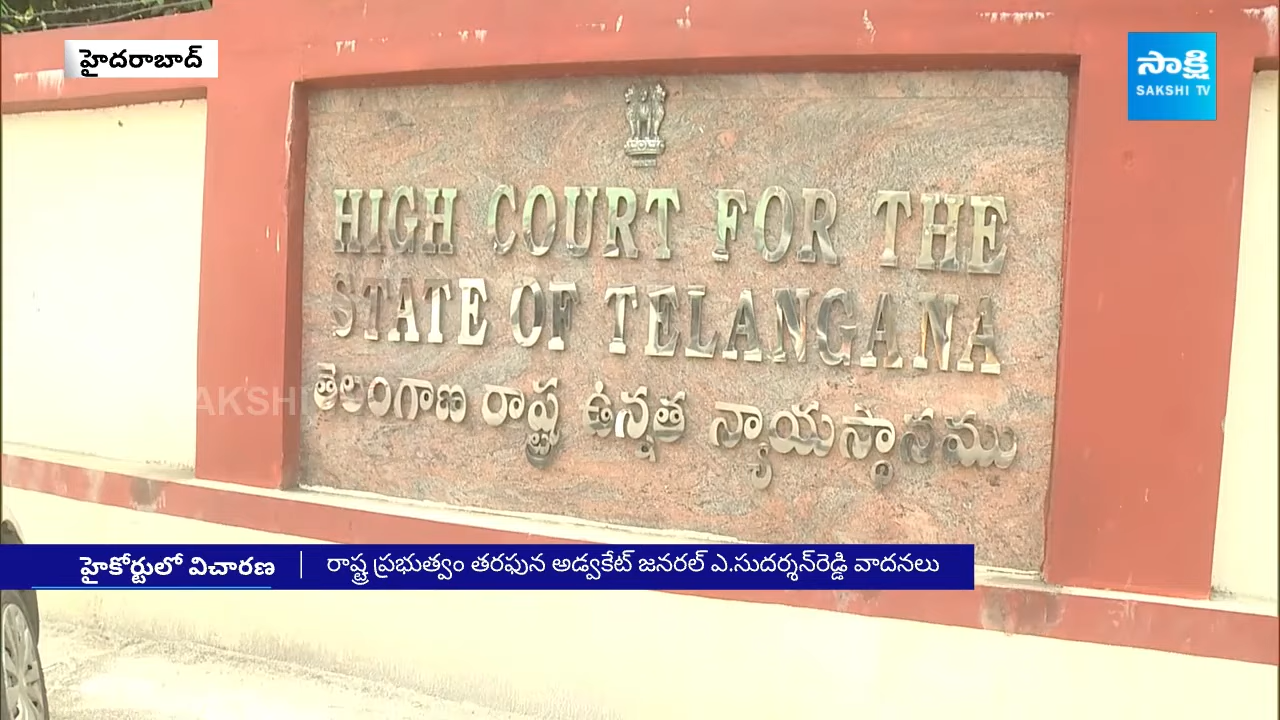 హైదరాబాద్
సాక్షి
SAKSHI TV
HIGH COURT FOR THE
STATE OF TELANGANA
తెలంగాణ రాష్ట్ర ఉన్నత న్యాయస్థానము
AKSHI
హైకోర్టులో విచారణ | రాష్ట్ర ప్రభుత్వం తరఫున అడ్వకేట్ జనరల్ ఎ.సుదర్శన్‌రెడ్డి వాదనలు